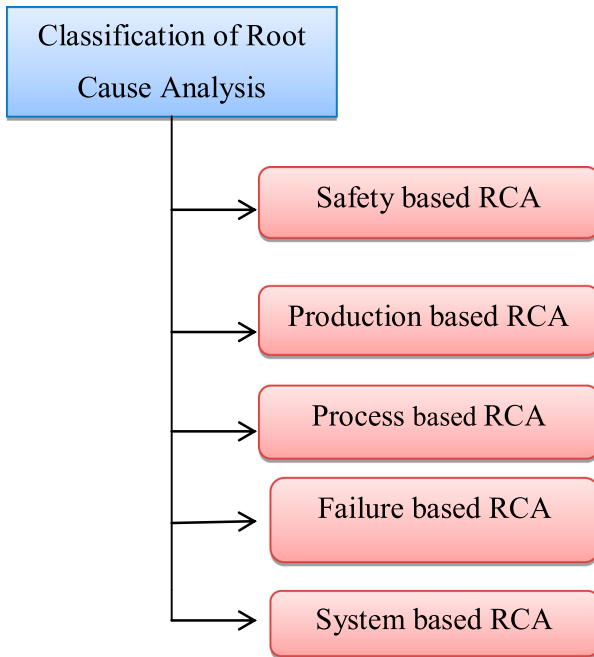 Classification of Root
Cause Analysis
Safety based RCA
Production based RCA
Process based RCA
Failure based RCA
System based RCA